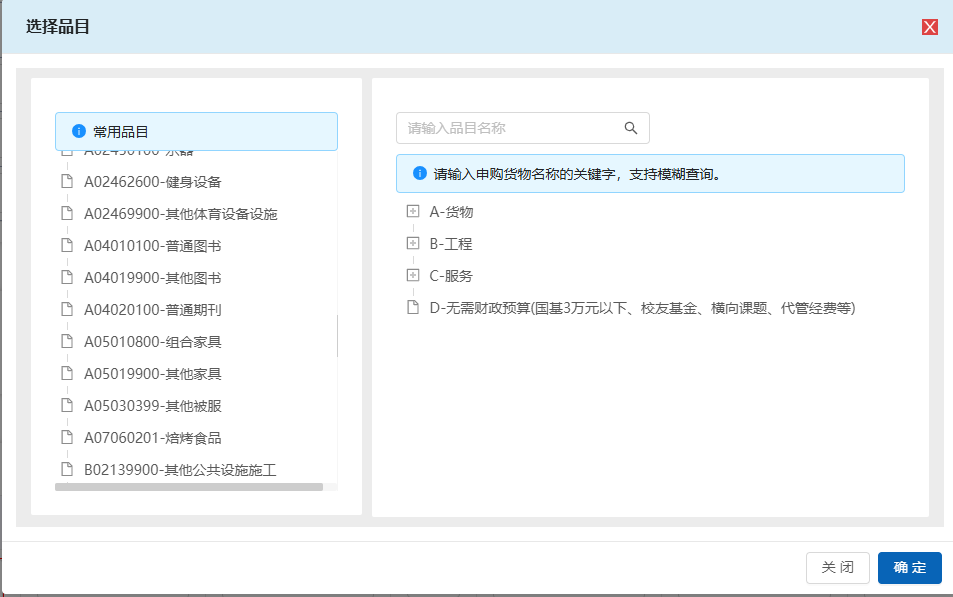 选择品目
常用品目
A02462600-健身设备
A02469900-其他体育设备设施
A04010100-普通图书
A04019900-其他图书
A04020100-普通期刊
A05010800-组合家具
A05019900-其他家具
A05030399-其他被服
A07060201-焙烤食品
B02139900-其他公共设施施工
请输入品目名称
请输入申购货物名称的关键字，支持模糊查询。
A-货物
B-工程
C-服务
D-无需财政预算(国基3万元以下、校友基金、横向课题、代管经费等)
关 闭
确 定